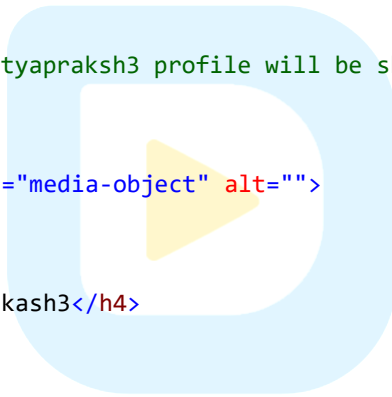 tyapraksh3 profile will be s
="media-object" alt="">
kash3</h4>